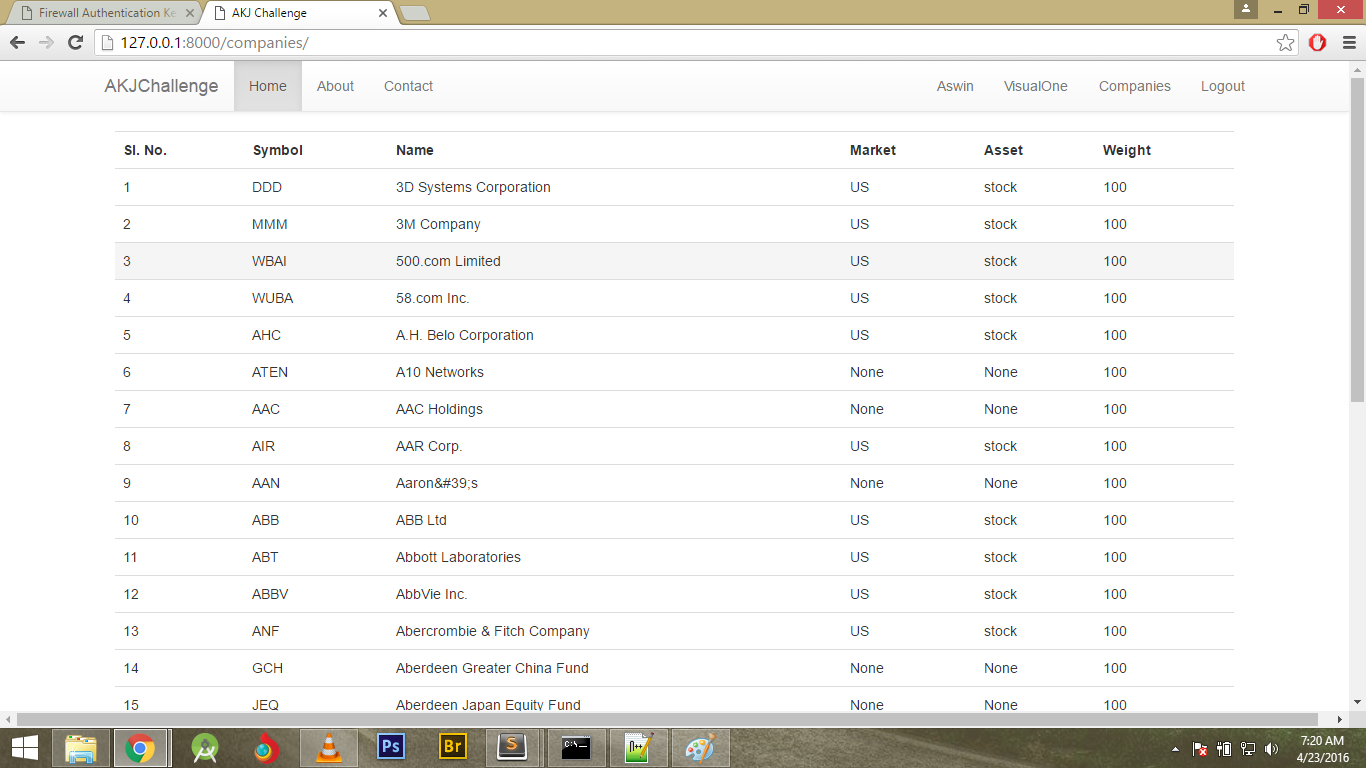 Firewall Authentication Ke
AKJ Challenge
127.0.0.1:8000/companies/
AKJChallenge Home About Contact Aswin VisualOne Companies Logout
Sl. No. Symbol Name Market Asset Weight
1 DDD 3D Systems Corporation US stock 100
2 MMM 3M Company US stock 100
3 WBAI 500.com Limited US stock 100
4 WUBA 58.com Inc. US stock 100
5 AHC A.H. Belo Corporation US stock 100
6 ATEN A10 Networks None None 100
7 AAC AAC Holdings None None 100
8 AIR AAR Corp. US stock 100
9 AAN Aaron&#39;s None None 100
10 ABB ABB Ltd US stock 100
11 ABT Abbott Laboratories US stock 100
12 ABBV AbbVie Inc. US stock 100
13 ANF Abercrombie & Fitch Company US stock 100
14 GCH Aberdeen Greater China Fund None None 100
15 JEQ Aberdeen Japan Equity Fund None None 100
Ps Br S C:\
7:20 AM
4/23/2016